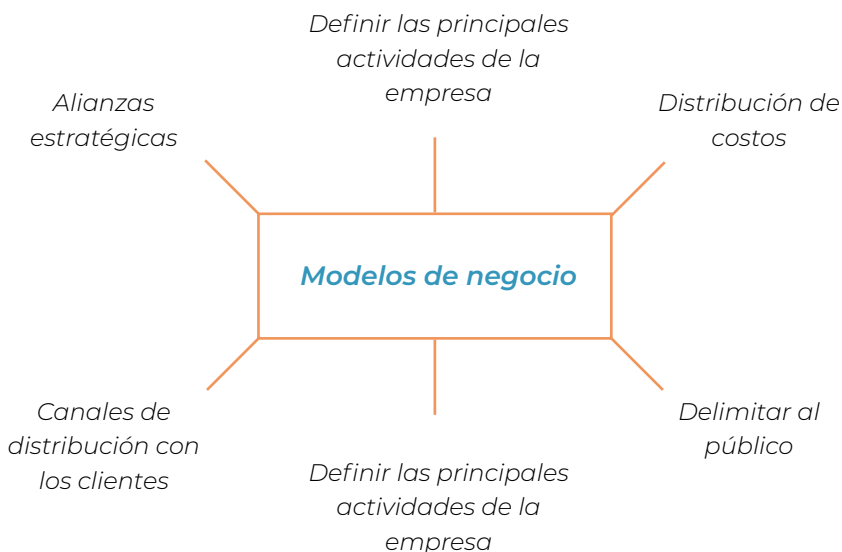 Definir las principales
actividades de la
empresa
Alianzas
estratégicas
Distribución de
costos
Modelos de negocio
Canales de
distribución con
los clientes
Definir las principales
actividades de la
empresa
Delimitar al
público